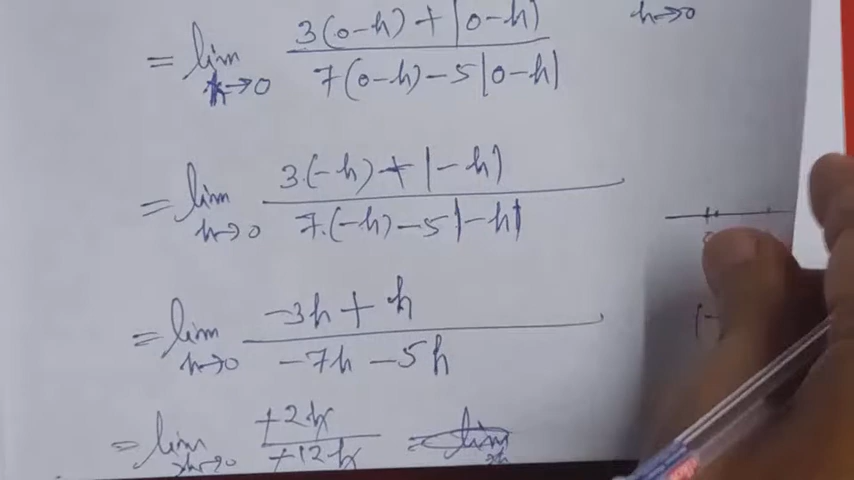 h→0
= lim h→0 3(0-h) + |0-h| / 7(0-h) - 5|0-h|
= lim h→0 3.(-h) + |-h| / 7.(-h) - 5|-h|
= lim h→0 -3h + h / -7h - 5h
= lim h→0 +2h / +12h = lim